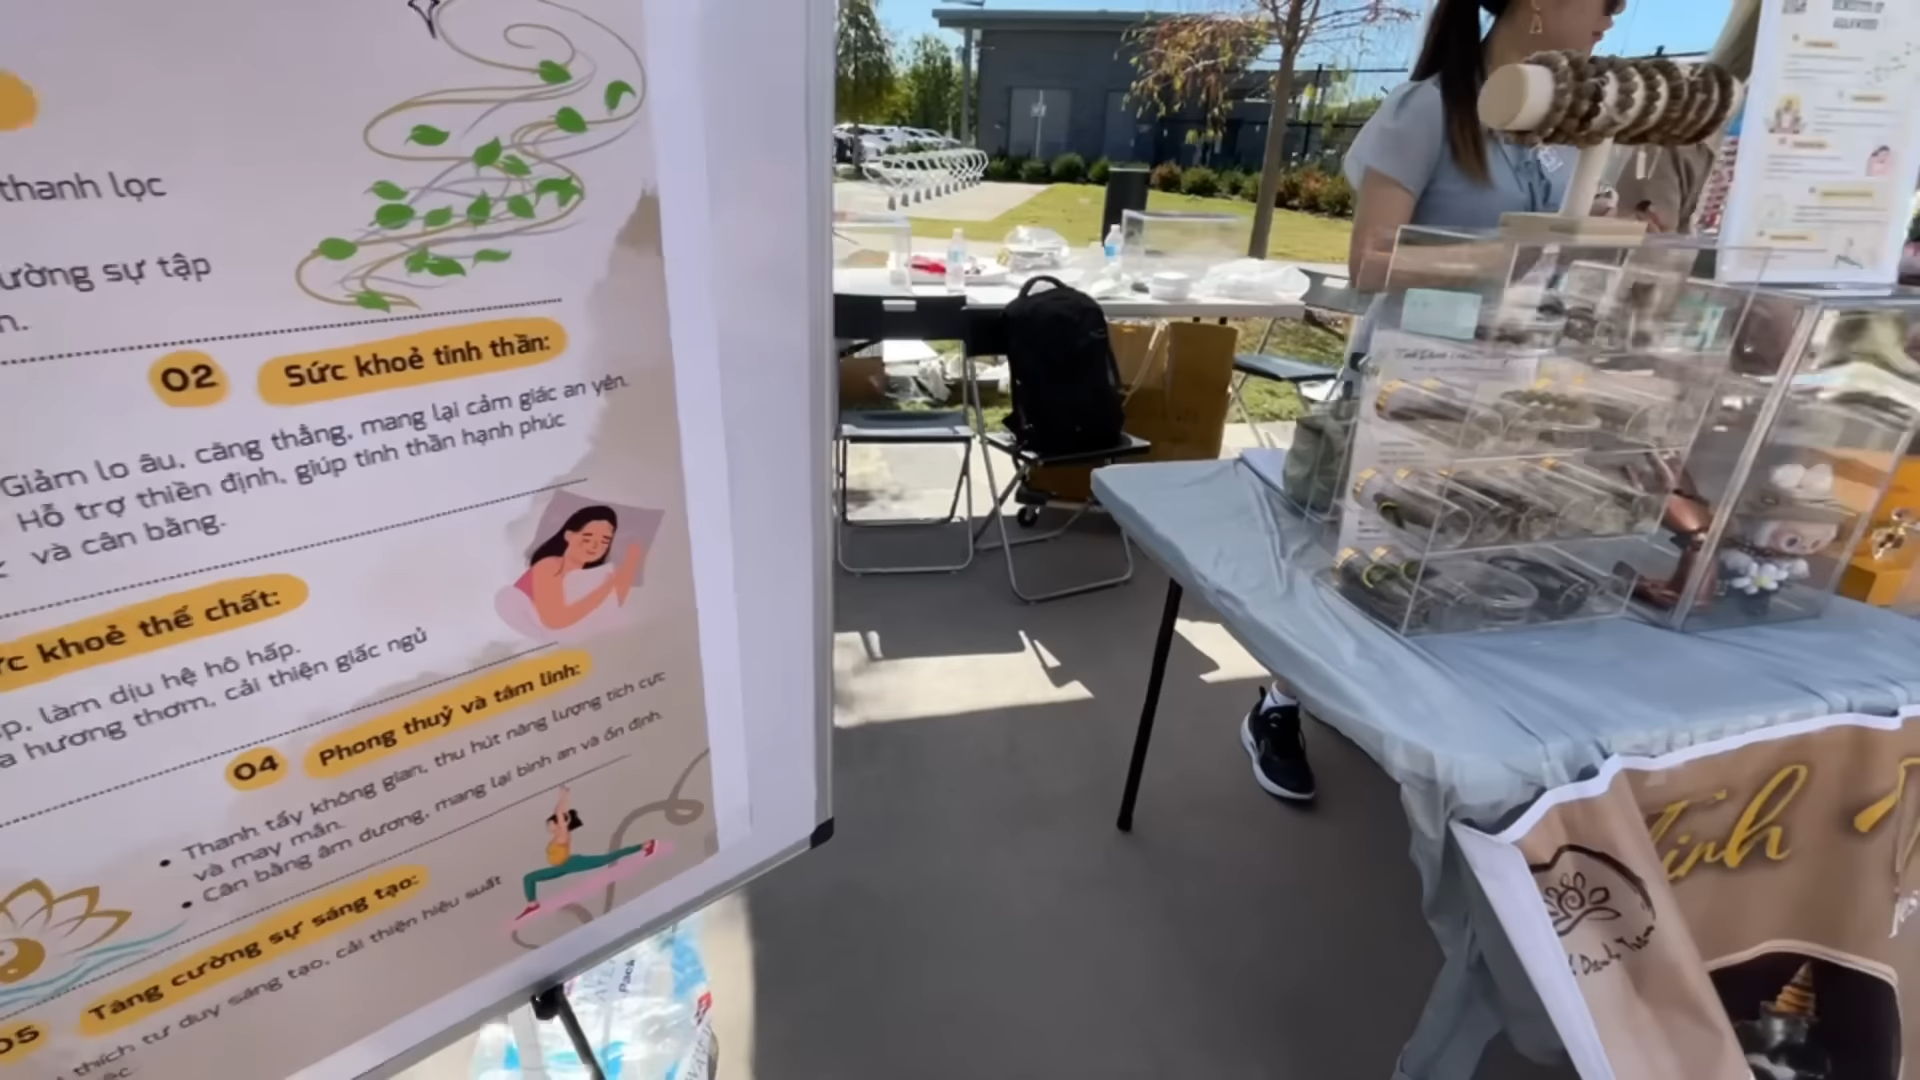 thanh lọc
ường sự tập
n.
02
Sức khoẻ tinh thần:
Giảm lo âu, căng thẳng, mang lại cảm giác an yên.
Hỗ trợ thiền định, giúp tinh thần hạnh phúc
và cân bằng.
c khoẻ thể chất:
p, làm dịu hệ hô hấp.
a hương thơm, cải thiện giấc ngủ
04
Phong thuỷ và tâm linh:
• Thanh tẩy không gian, thu hút năng lượng tích cực
và may mắn.
• Cân bằng âm dương, mang lại bình an và ổn định.
05
Tăng cường sự sáng tạo:
thích tư duy sáng tạo, cải thiện hiệu suất
Pack
Tinh